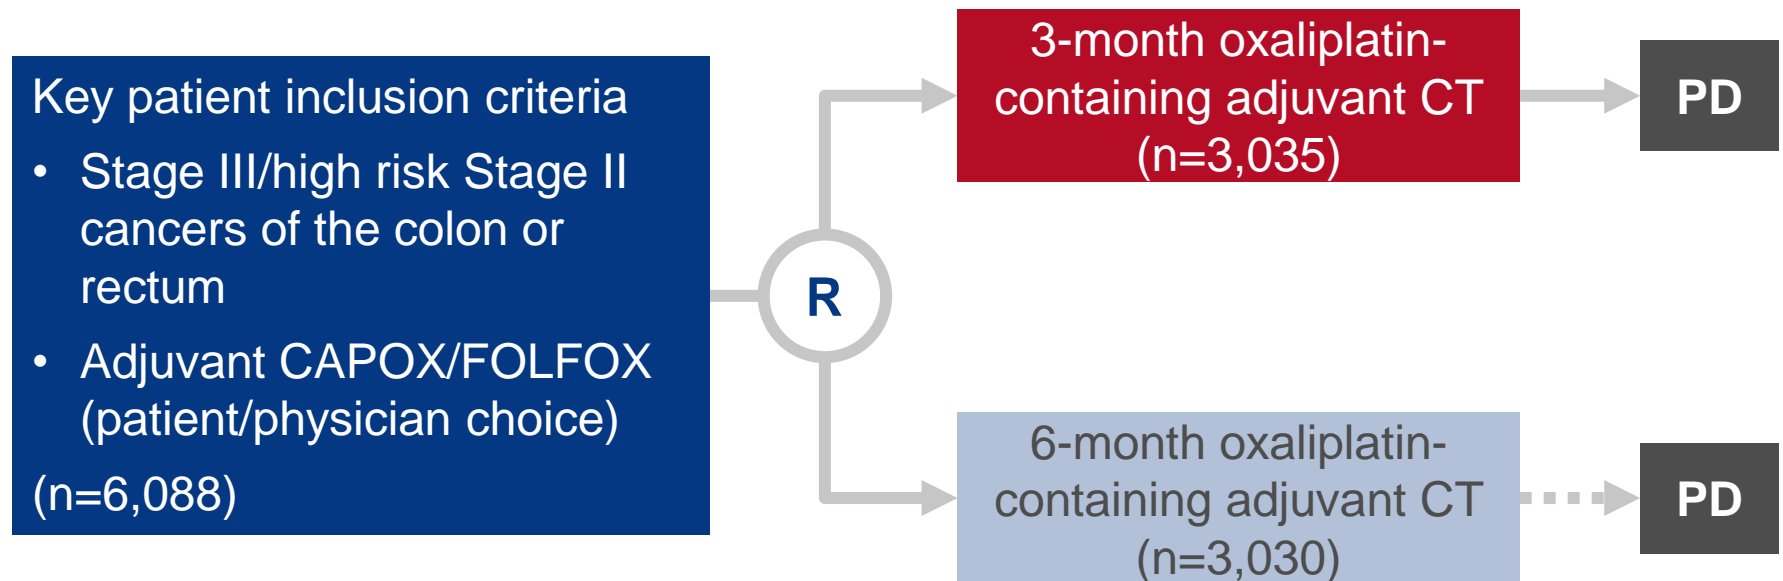 Key patient inclusion criteria
• Stage III/high risk Stage II
cancers of the colon or
rectum
• Adjuvant CAPOX/FOLFOX
(patient/physician choice)
(n=6,088)
R
3-month oxaliplatin-
containing adjuvant CT
(n=3,035)
PD
6-month oxaliplatin-
containing adjuvant CT
(n=3,030)
PD